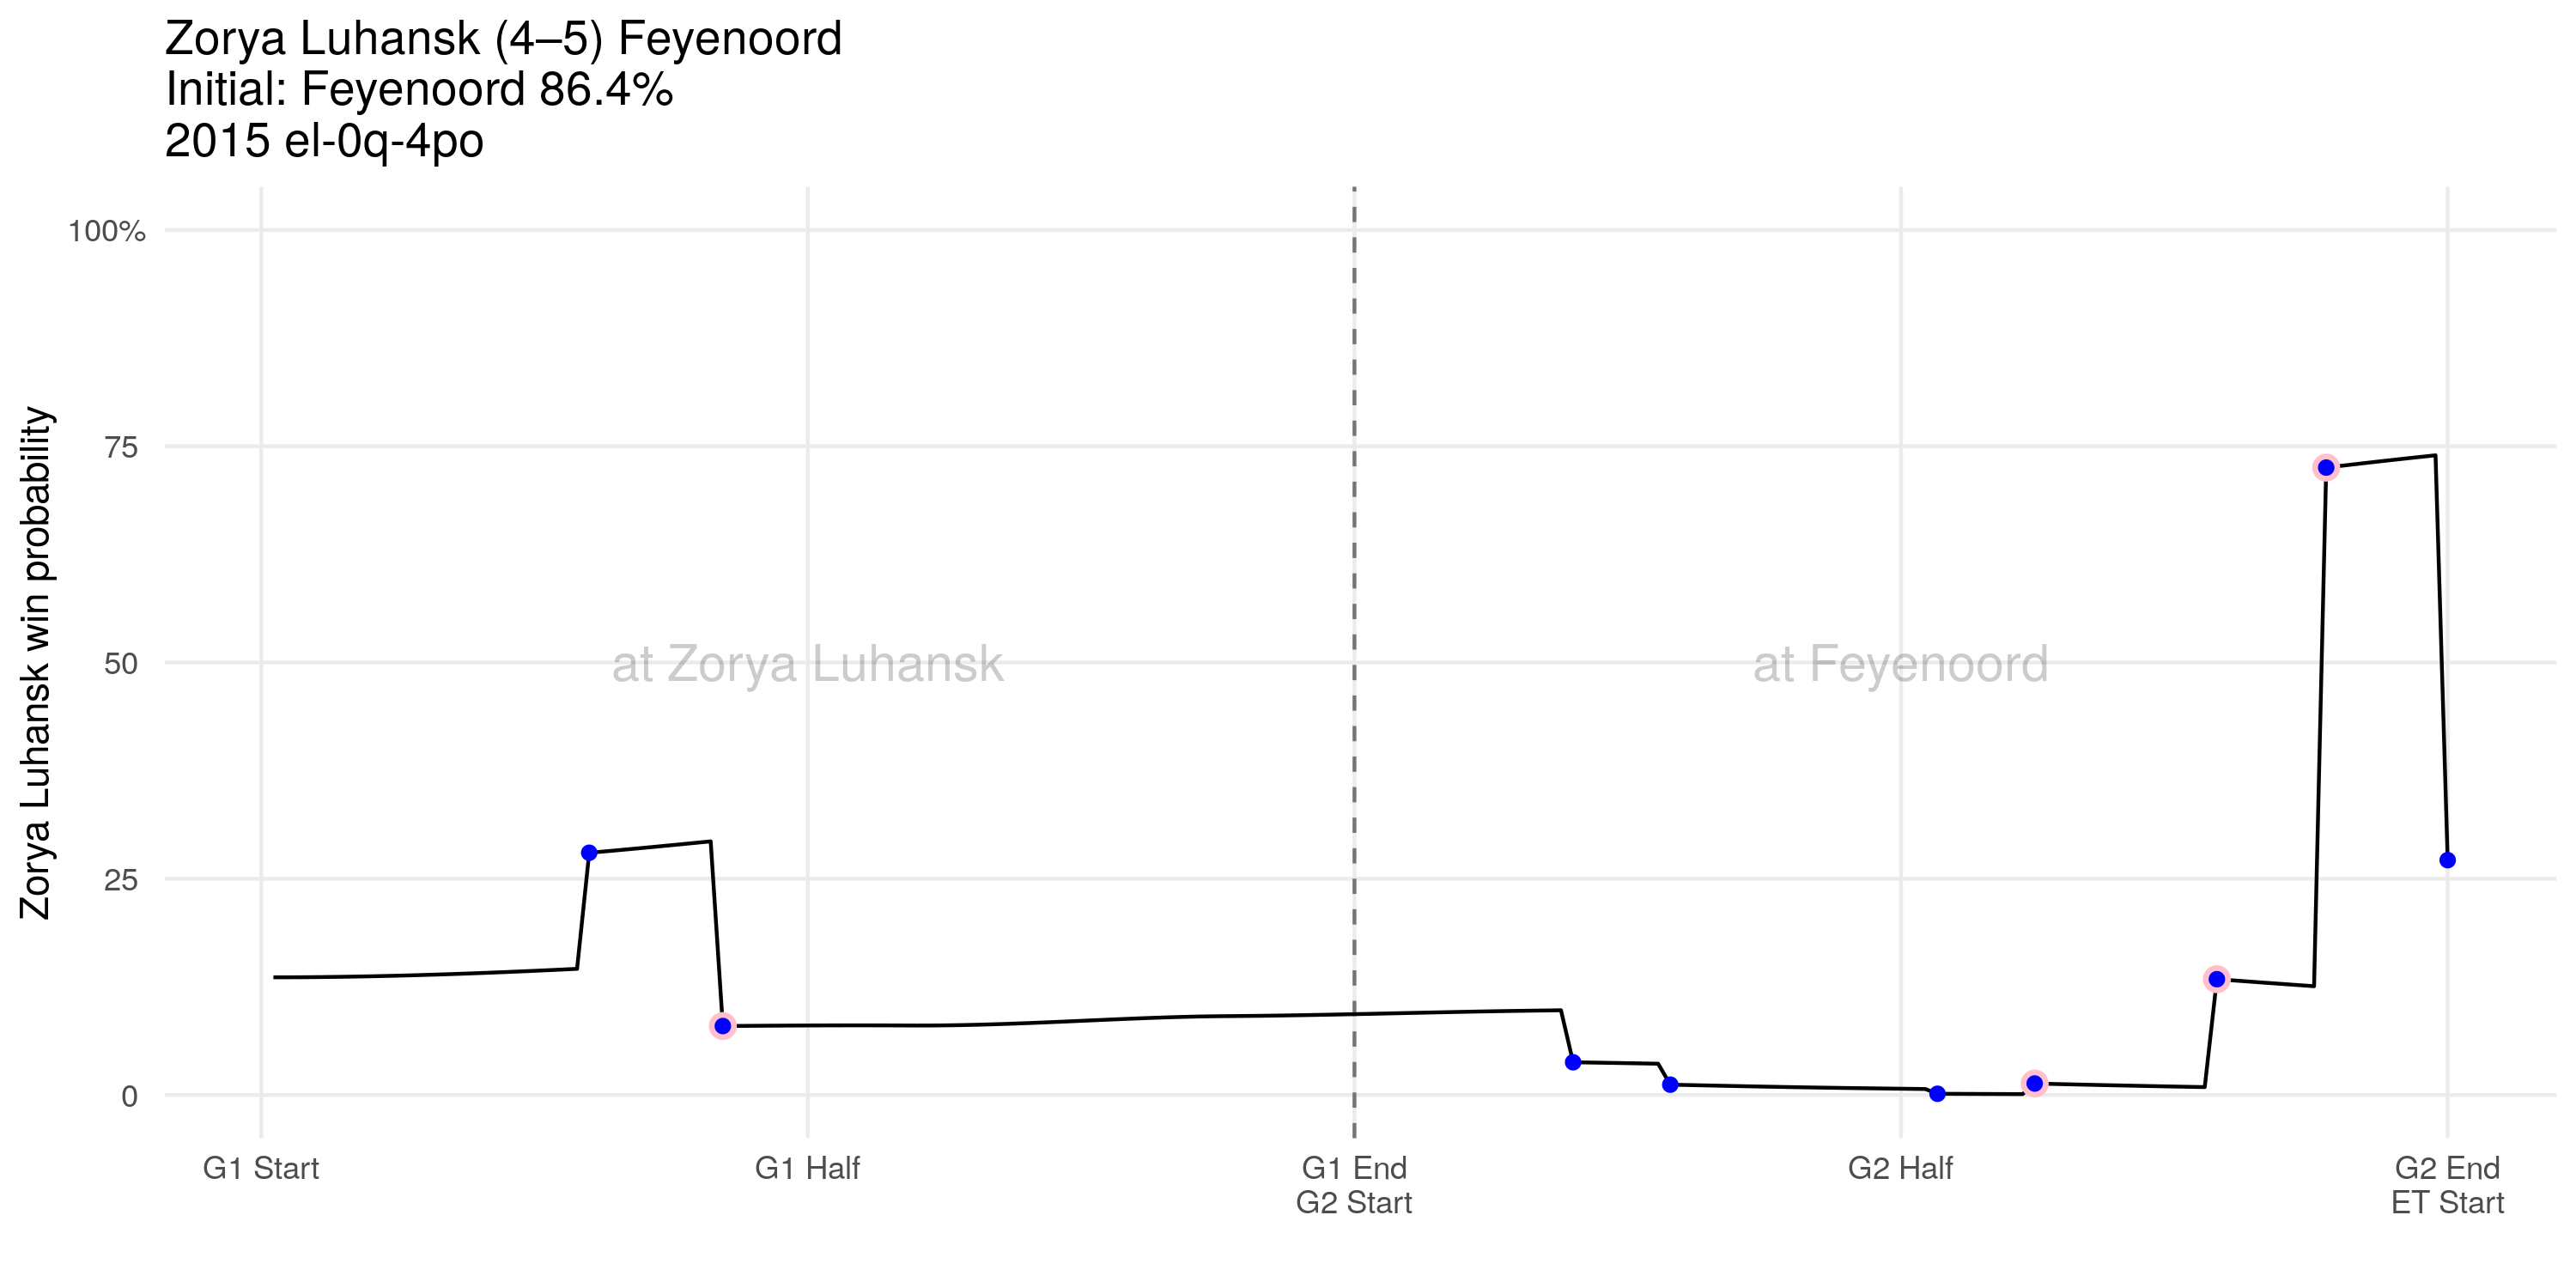 Zorya Luhansk (4–5) Feyenoord
Initial: Feyenoord 86.4%
2015 el-0q-4po
Zorya Luhansk win probability
100%
75
50
25
0
at Zorya Luhansk
at Feyenoord
G1 Start
G1 Half
G1 End
G2 Start
G2 Half
G2 End
ET Start